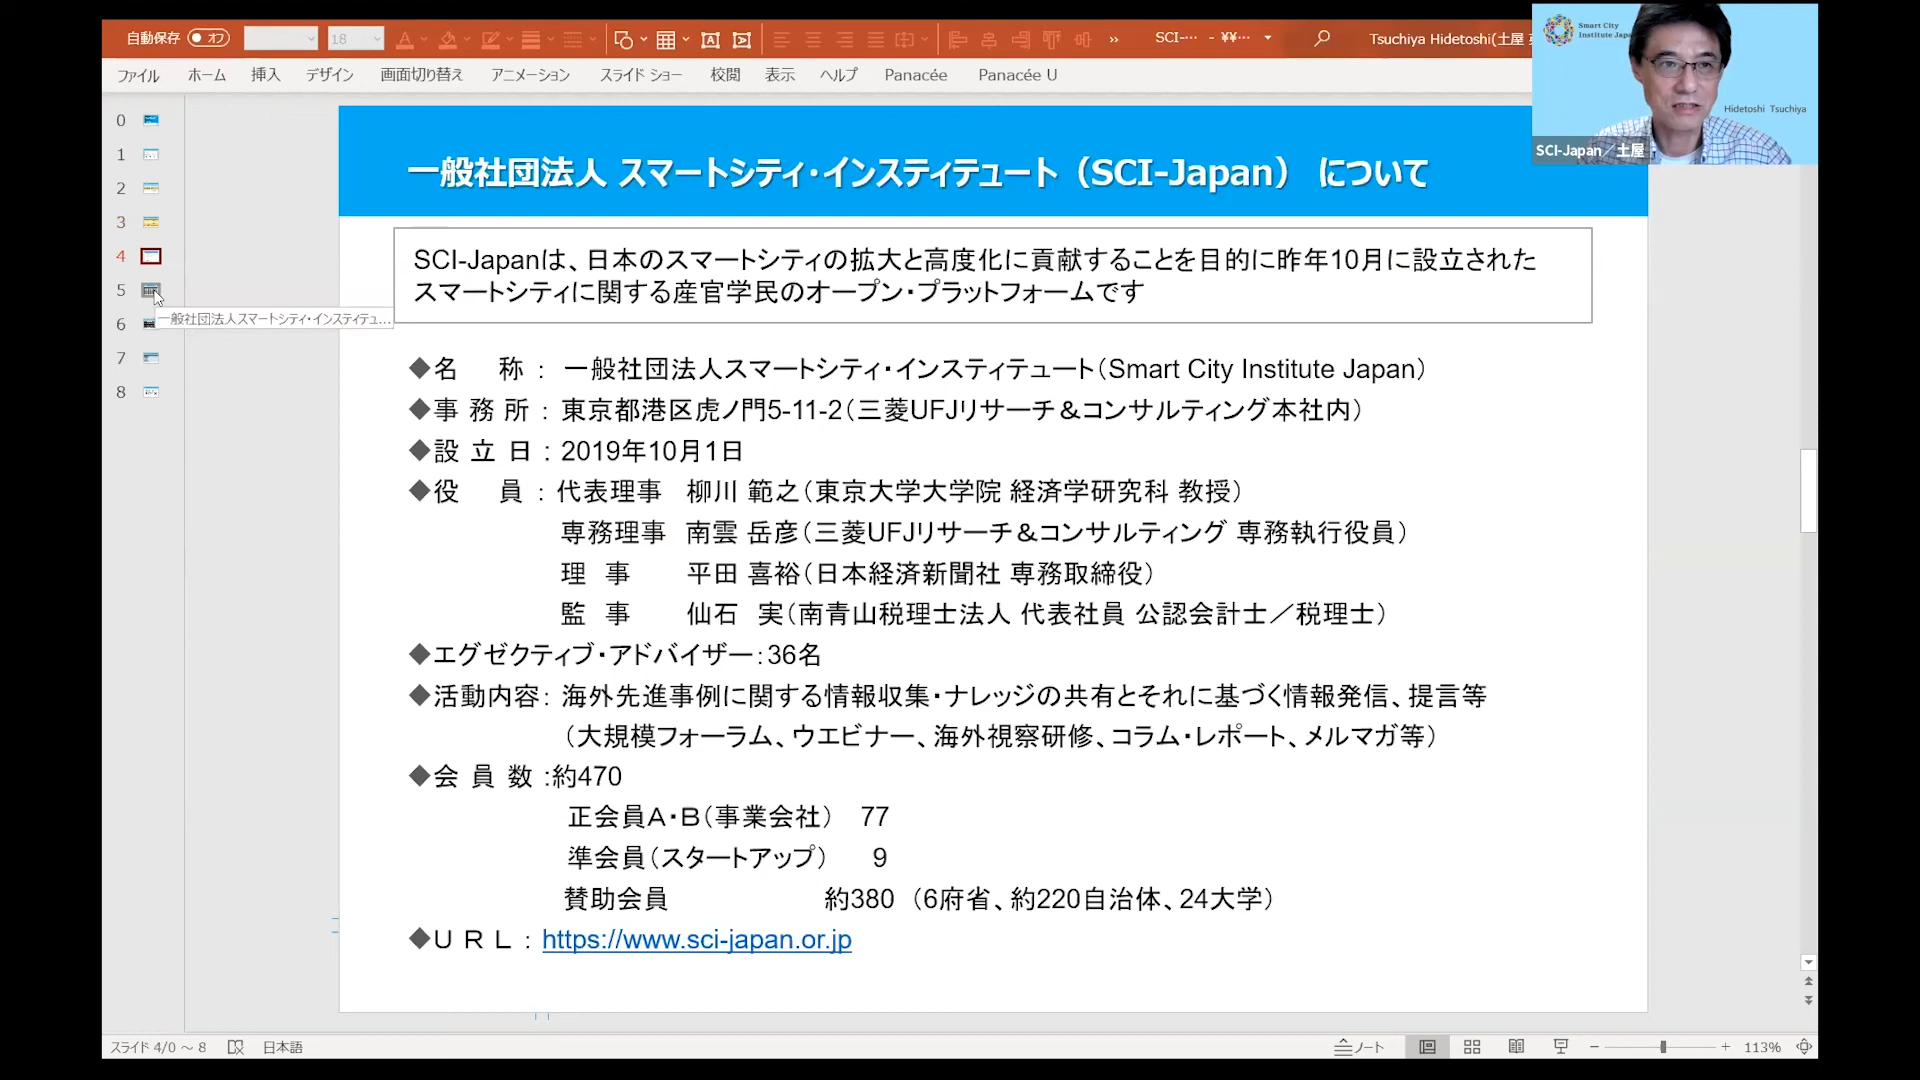 自動保存 オフ
18
SCI-… - ¥¥…
Tsuchiya Hidetoshi(土屋
ファイル ホーム 挿入 デザイン 画面切り替え アニメーション スライド ショー 校閲 表示 ヘルプ Panacée Panacée U
Smart City
Institute Japa
Hidetoshi Tsuchiya
SCI-Japan/土屋
0
1
2
3
4
5
6
7
8
一般社団法人スマートシティ・インスティテュ...
一般社団法人 スマートシティ・インスティテュート（SCI-Japan） について
SCI-Japanは、日本のスマートシティの拡大と高度化に貢献することを目的に昨年10月に設立された
スマートシティに関する産官学民のオープン・プラットフォームです
◆名 称： 一般社団法人スマートシティ・インスティテュート（Smart City Institute Japan）
◆事 務 所： 東京都港区虎ノ門5-11-2（三菱UFJリサーチ＆コンサルティング本社内）
◆設 立 日： 2019年10月1日
◆役 員： 代表理事 柳川 範之（東京大学大学院 経済学研究科 教授）
専務理事 南雲 岳彦（三菱UFJリサーチ＆コンサルティング 専務執行役員）
理 事 平田 喜裕（日本経済新聞社 専務取締役）
監 事 仙石 実（南青山税理士法人 代表社員 公認会計士／税理士）
◆エグゼクティブ・アドバイザー：36名
◆活動内容： 海外先進事例に関する情報収集・ナレッジの共有とそれに基づく情報発信、提言等
（大規模フォーラム、ウエビナー、海外視察研修、コラム・レポート、メルマガ等）
◆会 員 数 :約470
正会員A・B（事業会社） 77
準会員（スタートアップ） 9
賛助会員 約380 （6府省、約220自治体、24大学）
◆U R L： https://www.sci-japan.or.jp
スライド 4/0 ～ 8 日本語
ノート 113%